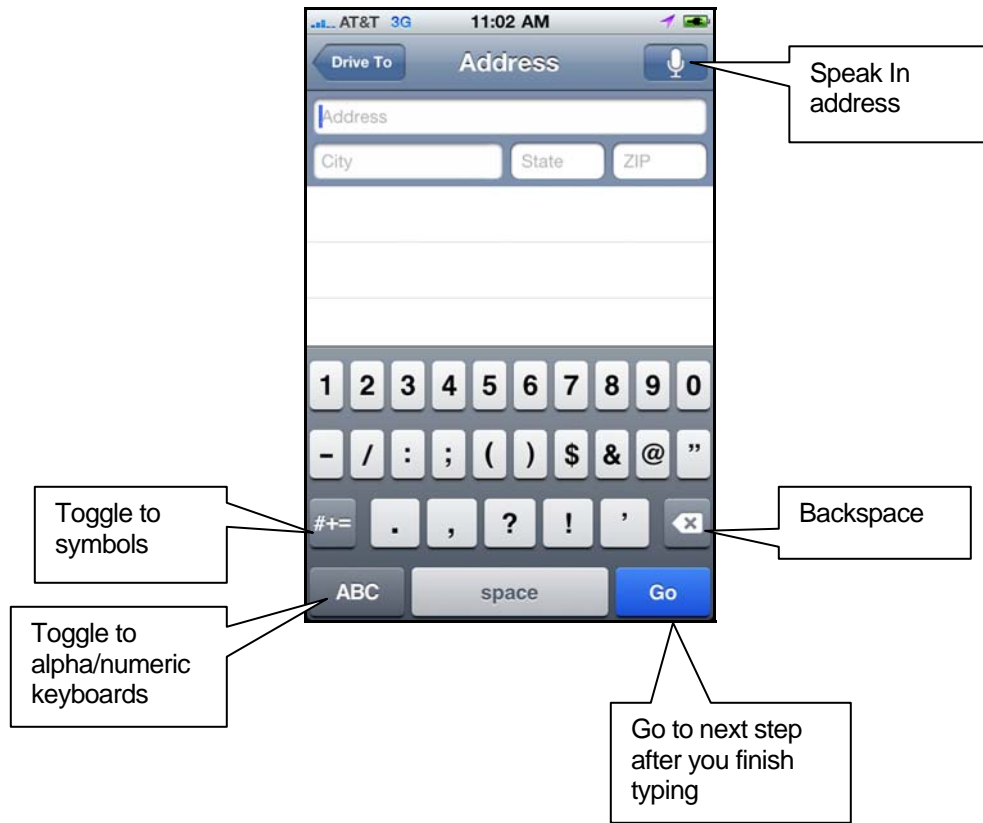 AT&T 3G 11:02 AM
Drive To Address
Speak In
address
Address
City State ZIP
1 2 3 4 5 6 7 8 9 0
- / : ; ( ) $ & @ ”
Toggle to
symbols
#+= . , ? ! ’
Backspace
ABC space Go
Toggle to
alpha/numeric
keyboards
Go to next step
after you finish
typing